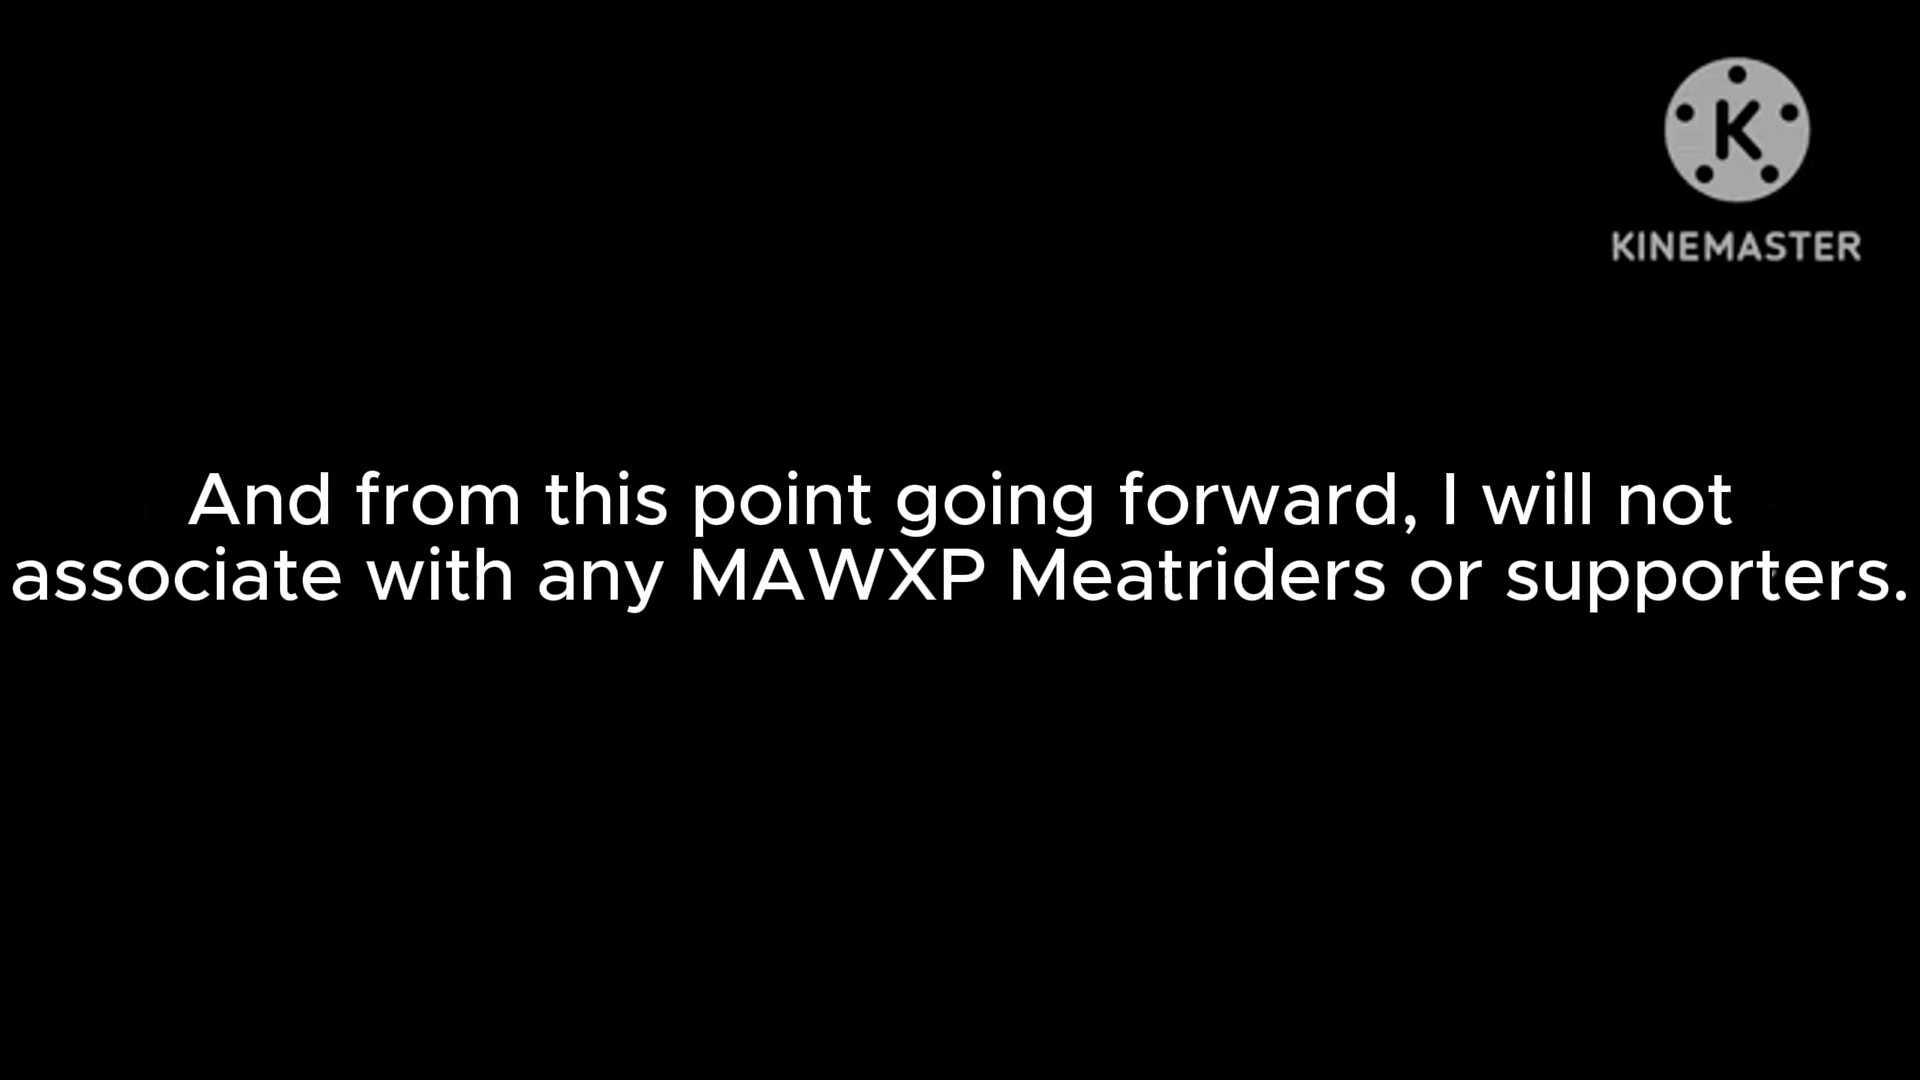 K
KINEMASTER
And from this point going forward, I will not
associate with any MAWXP Meatriders or supporters.